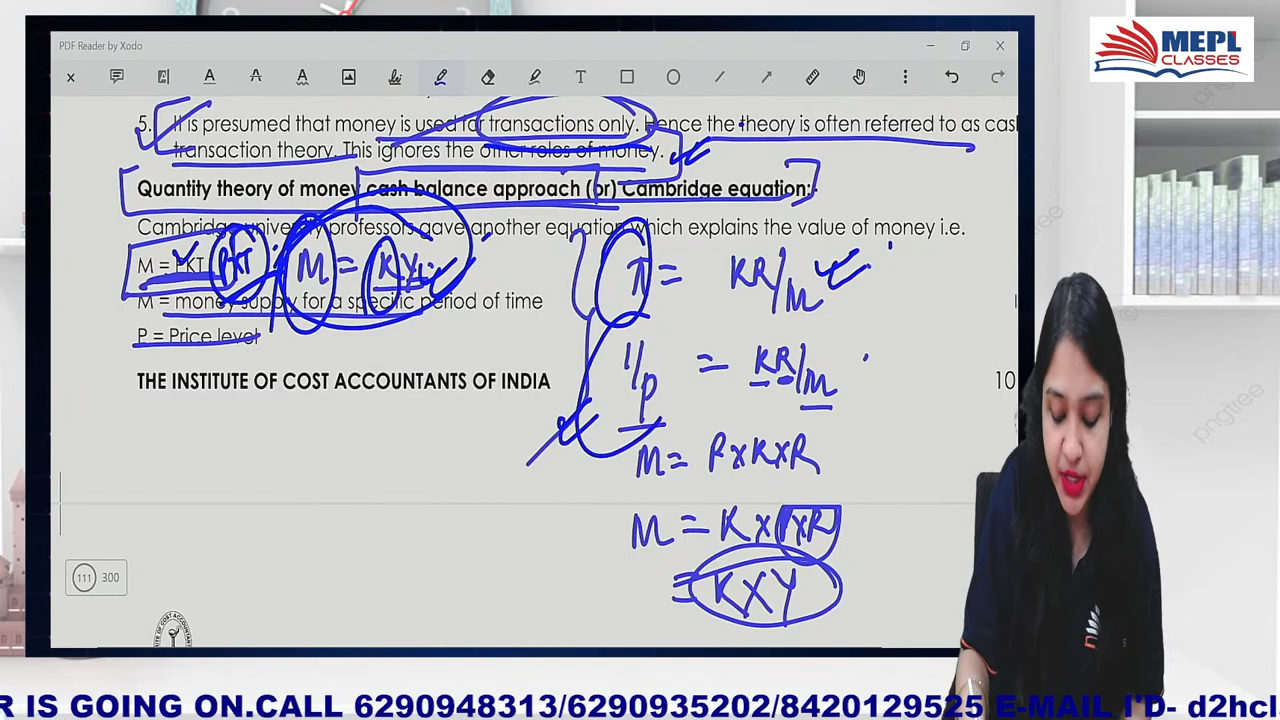 PDF Reader by Xodo
MEPL
CLASSES
5. It is presumed that money is used for transactions only. Hence the theory is often referred to as cash
transaction theory. This ignores the other roles of money.
Quantity theory of money cash balance approach (or) Cambridge equation:-
Cambridge university professors gave another equation which explains the value of money i.e.
M = PKT PKT M = KY
M = money supply for a specific period of time
P = Price level
π = KR/M
1/P = KR/M
M = P×K×R
M = K×P×R
= K×Y
THE INSTITUTE OF COST ACCOUNTANTS OF INDIA 10
111 300
pngtree
pngtree
R IS GOING ON.CALL 6290948313/6290935202/8420129525 E-MAIL I'D- d2hcl